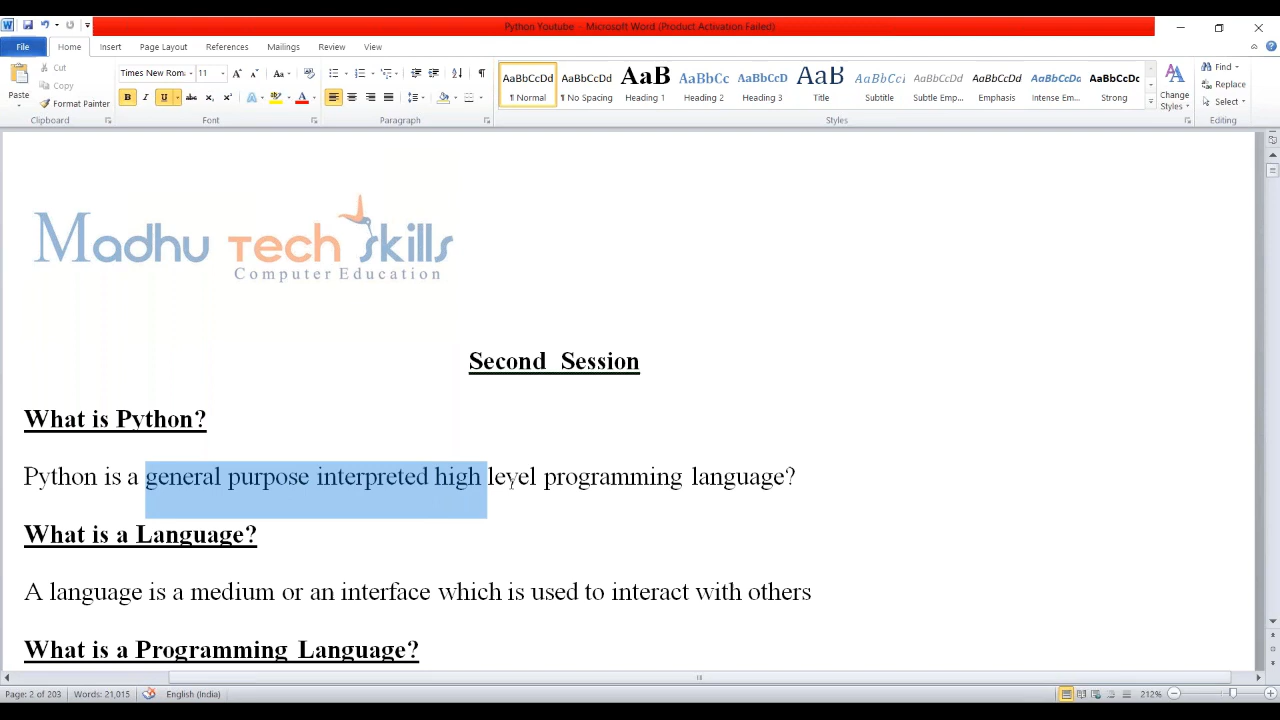 Python Youtube - Microsoft Word (Product Activation Failed)
File Home Insert Page Layout References Mailings Review View
Paste Cut Copy Format Painter
Times New Rom 11
AaBbCcDd AaBbCcDd AaB AaBbCc AaBbCcD AaB AaBbCcI AaBbCcDd AaBbCcDd AaBbCcDd AaBbCcDc
¶ Normal ¶ No Spacing Heading 1 Heading 2 Heading 3 Title Subtitle Subtle Emp... Emphasis Intense Em... Strong
Change Styles
Find Replace Select
Clipboard Font Paragraph Styles Editing
Madhu Tech Skills
Computer Education
Second Session
What is Python?
Python is a general purpose interpreted high level programming language?
What is a Language?
A language is a medium or an interface which is used to interact with others
What is a Programming Language?
Page: 2 of 203 Words: 21,015 English (India) 212%